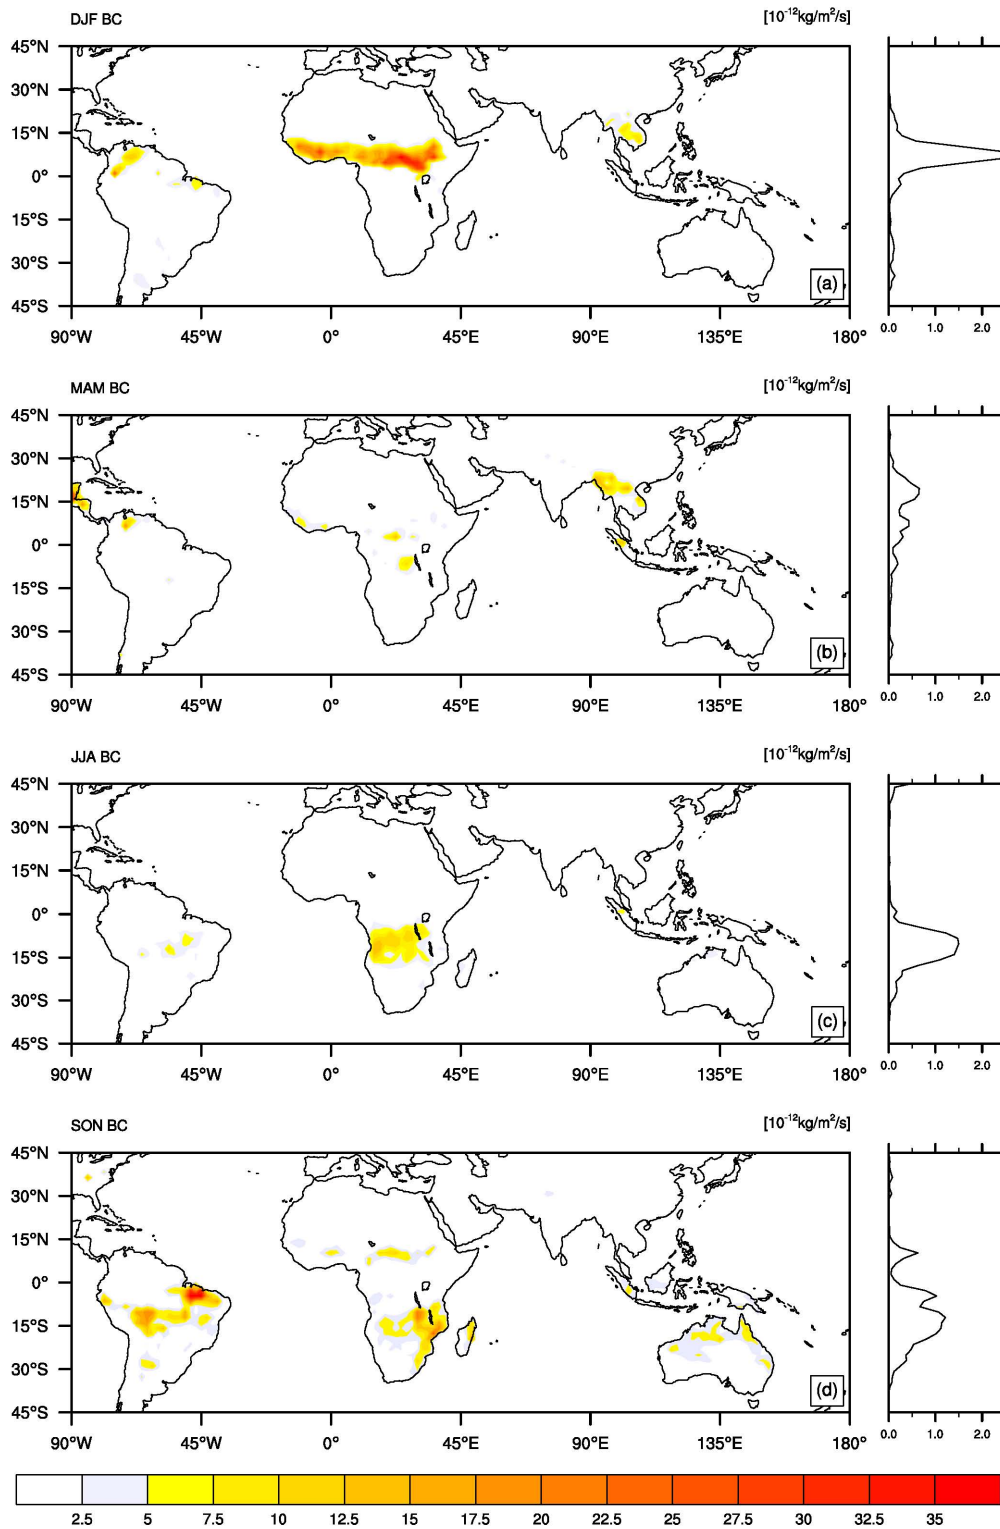 DJF BC [10⁻¹²kg/m²/s]
45°N
30°N
15°N
0°
15°S
30°S
45°S
(a)
90°W 45°W 0° 45°E 90°E 135°E 180° 0.0 1.0 2.0
MAM BC [10⁻¹²kg/m²/s]
45°N
30°N
15°N
0°
15°S
30°S
45°S
(b)
90°W 45°W 0° 45°E 90°E 135°E 180° 0.0 1.0 2.0
JJA BC [10⁻¹²kg/m²/s]
45°N
30°N
15°N
0°
15°S
30°S
45°S
(c)
90°W 45°W 0° 45°E 90°E 135°E 180° 0.0 1.0 2.0
SON BC [10⁻¹²kg/m²/s]
45°N
30°N
15°N
0°
15°S
30°S
45°S
(d)
90°W 45°W 0° 45°E 90°E 135°E 180° 0.0 1.0 2.0
2.5 5 7.5 10 12.5 15 17.5 20 22.5 25 27.5 30 32.5 35